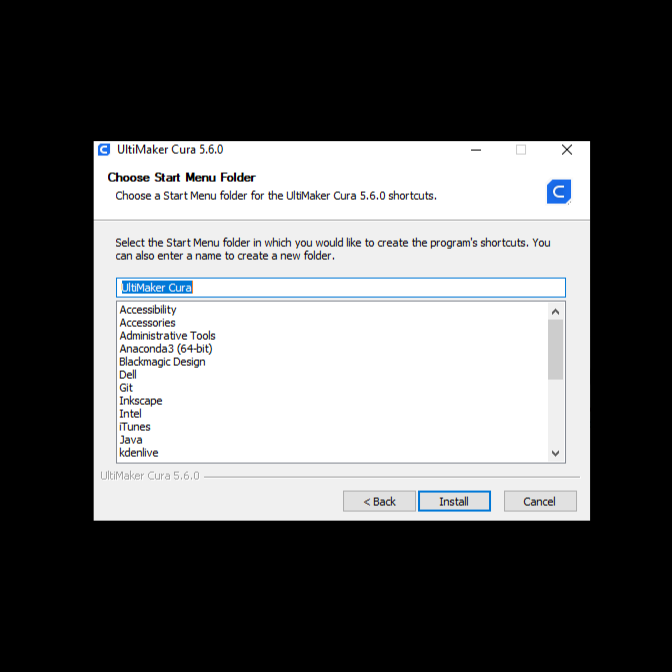 UltiMaker Cura 5.6.0
Choose Start Menu Folder
Choose a Start Menu folder for the UltiMaker Cura 5.6.0 shortcuts.
Select the Start Menu folder in which you would like to create the program's shortcuts. You
can also enter a name to create a new folder.
UltiMaker Cura
Accessibility
Accessories
Administrative Tools
Anaconda3 (64-bit)
Blackmagic Design
Dell
Git
Inkscape
Intel
iTunes
Java
kdenlive
UltiMaker Cura 5.6.0
< Back Install Cancel